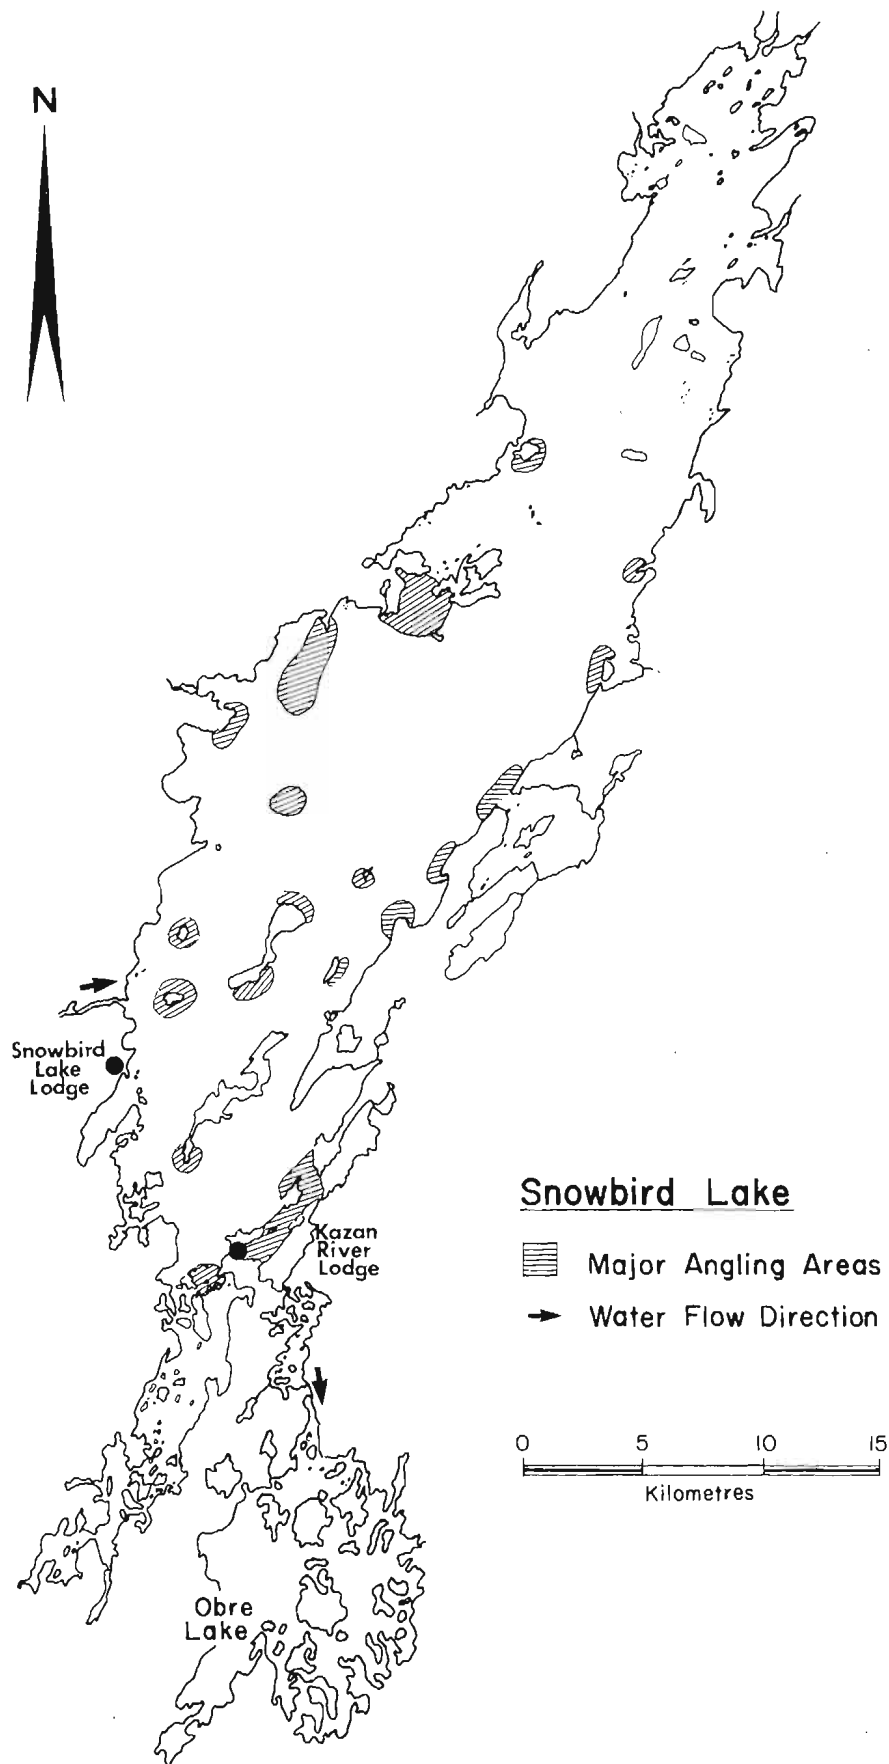 N
Snowbird
Lake
Lodge
Kazan
River
Lodge
Snowbird Lake
Major Angling Areas
Water Flow Direction
0 5 10 15
Kilometres
Obre
Lake